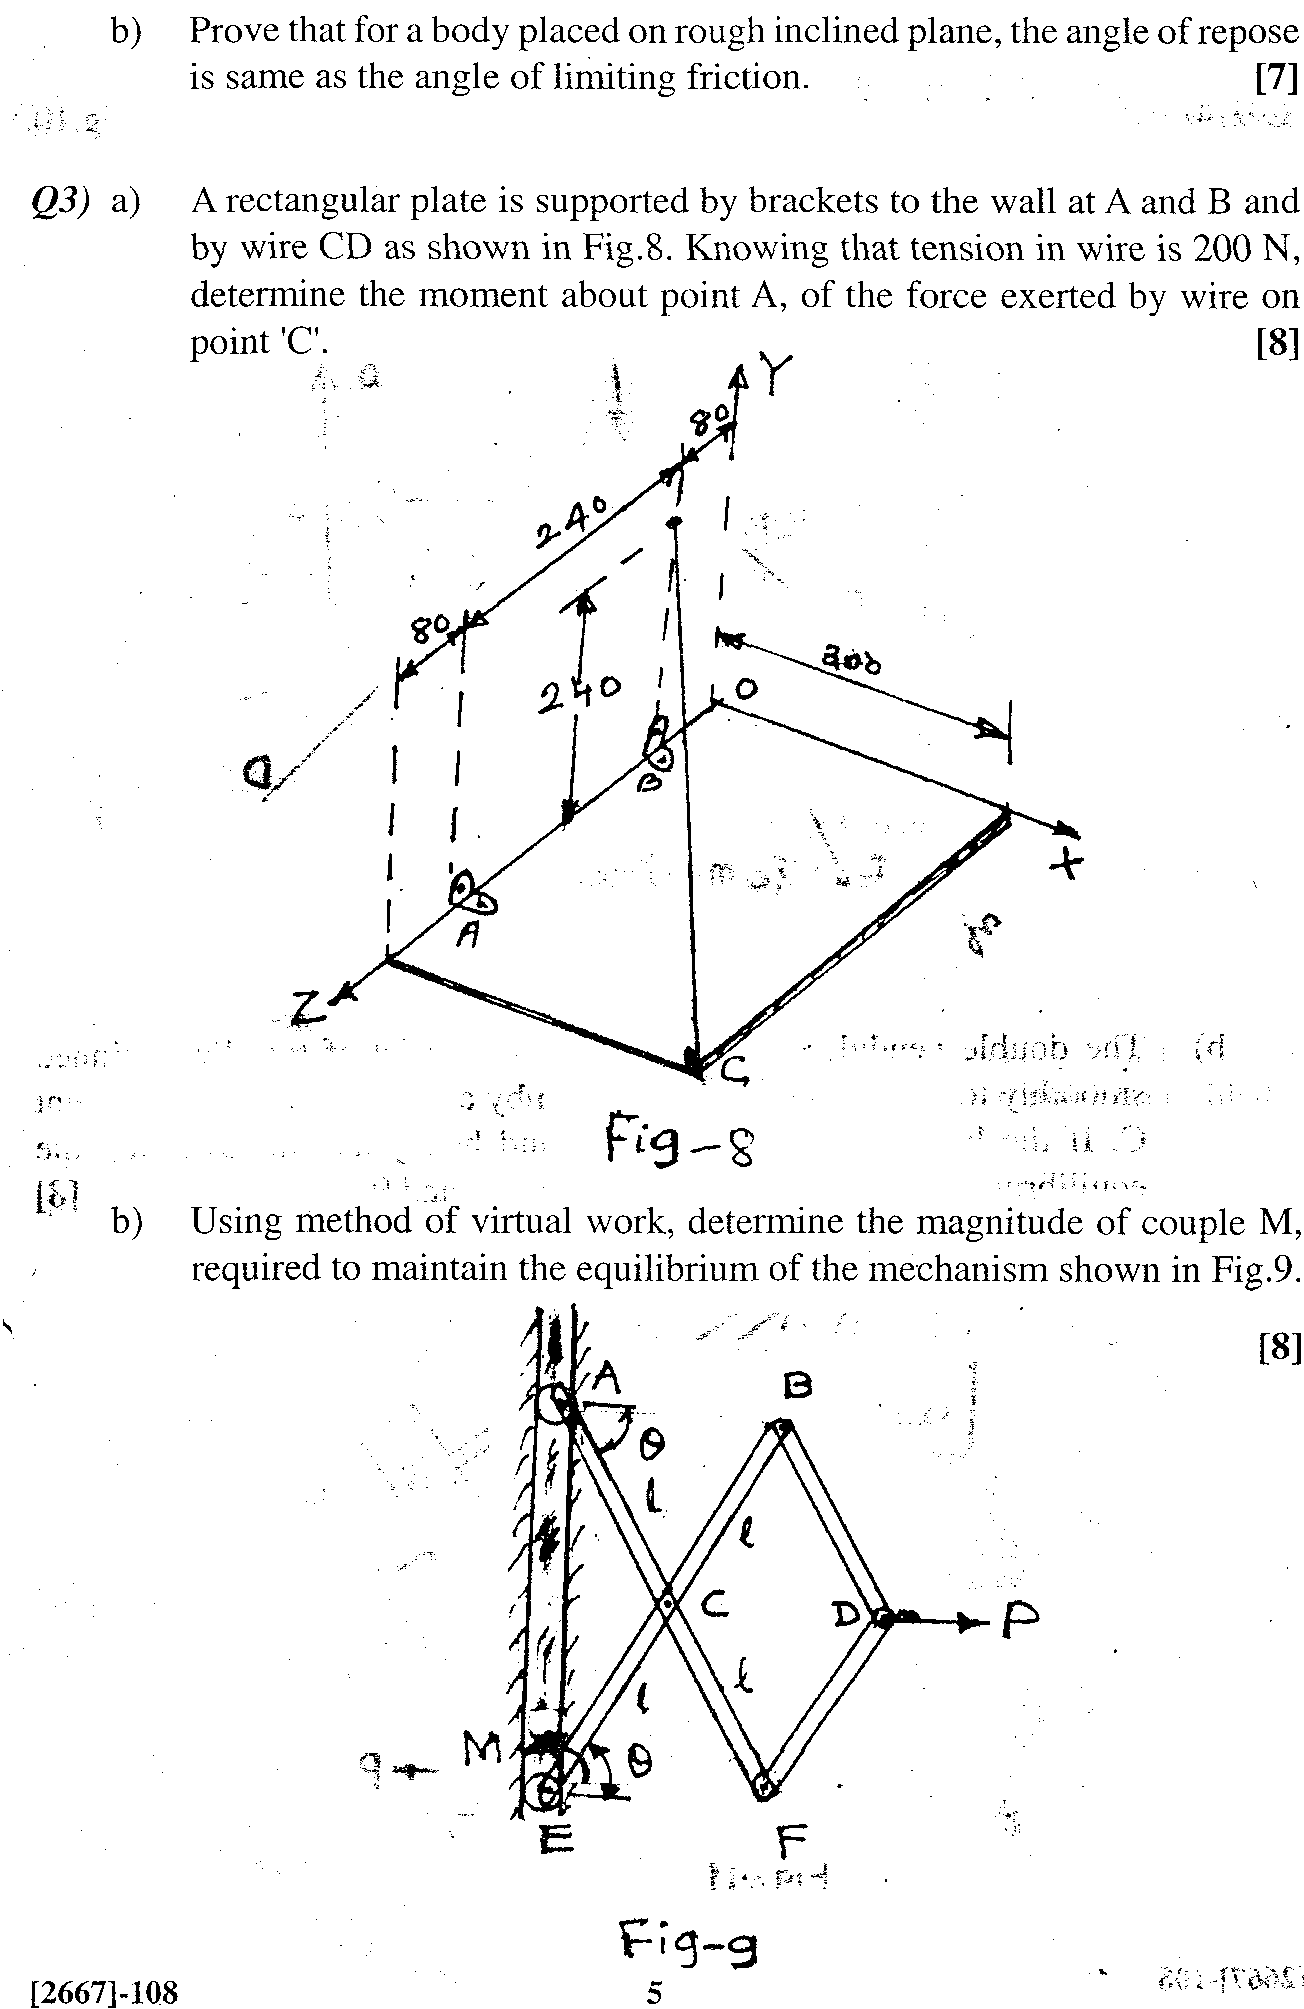 b) Prove that for a body placed on rough inclined plane, the angle of repose
is same as the angle of limiting friction. [7]
Q3) a) A rectangular plate is supported by brackets to the wall at A and B and
by wire CD as shown in Fig.8. Knowing that tension in wire is 200 N,
determine the moment about point A, of the force exerted by wire on
point 'C'. [8]
Y
80
240
80
300
240
O
D
B
A
X
Z
C
Fig-8
b) Using method of virtual work, determine the magnitude of couple M,
required to maintain the equilibrium of the mechanism shown in Fig.9.
[8]
A
B
θ
l
l
C
D
P
l
l
M
θ
E
F
Fig-9
[2667]-108
5